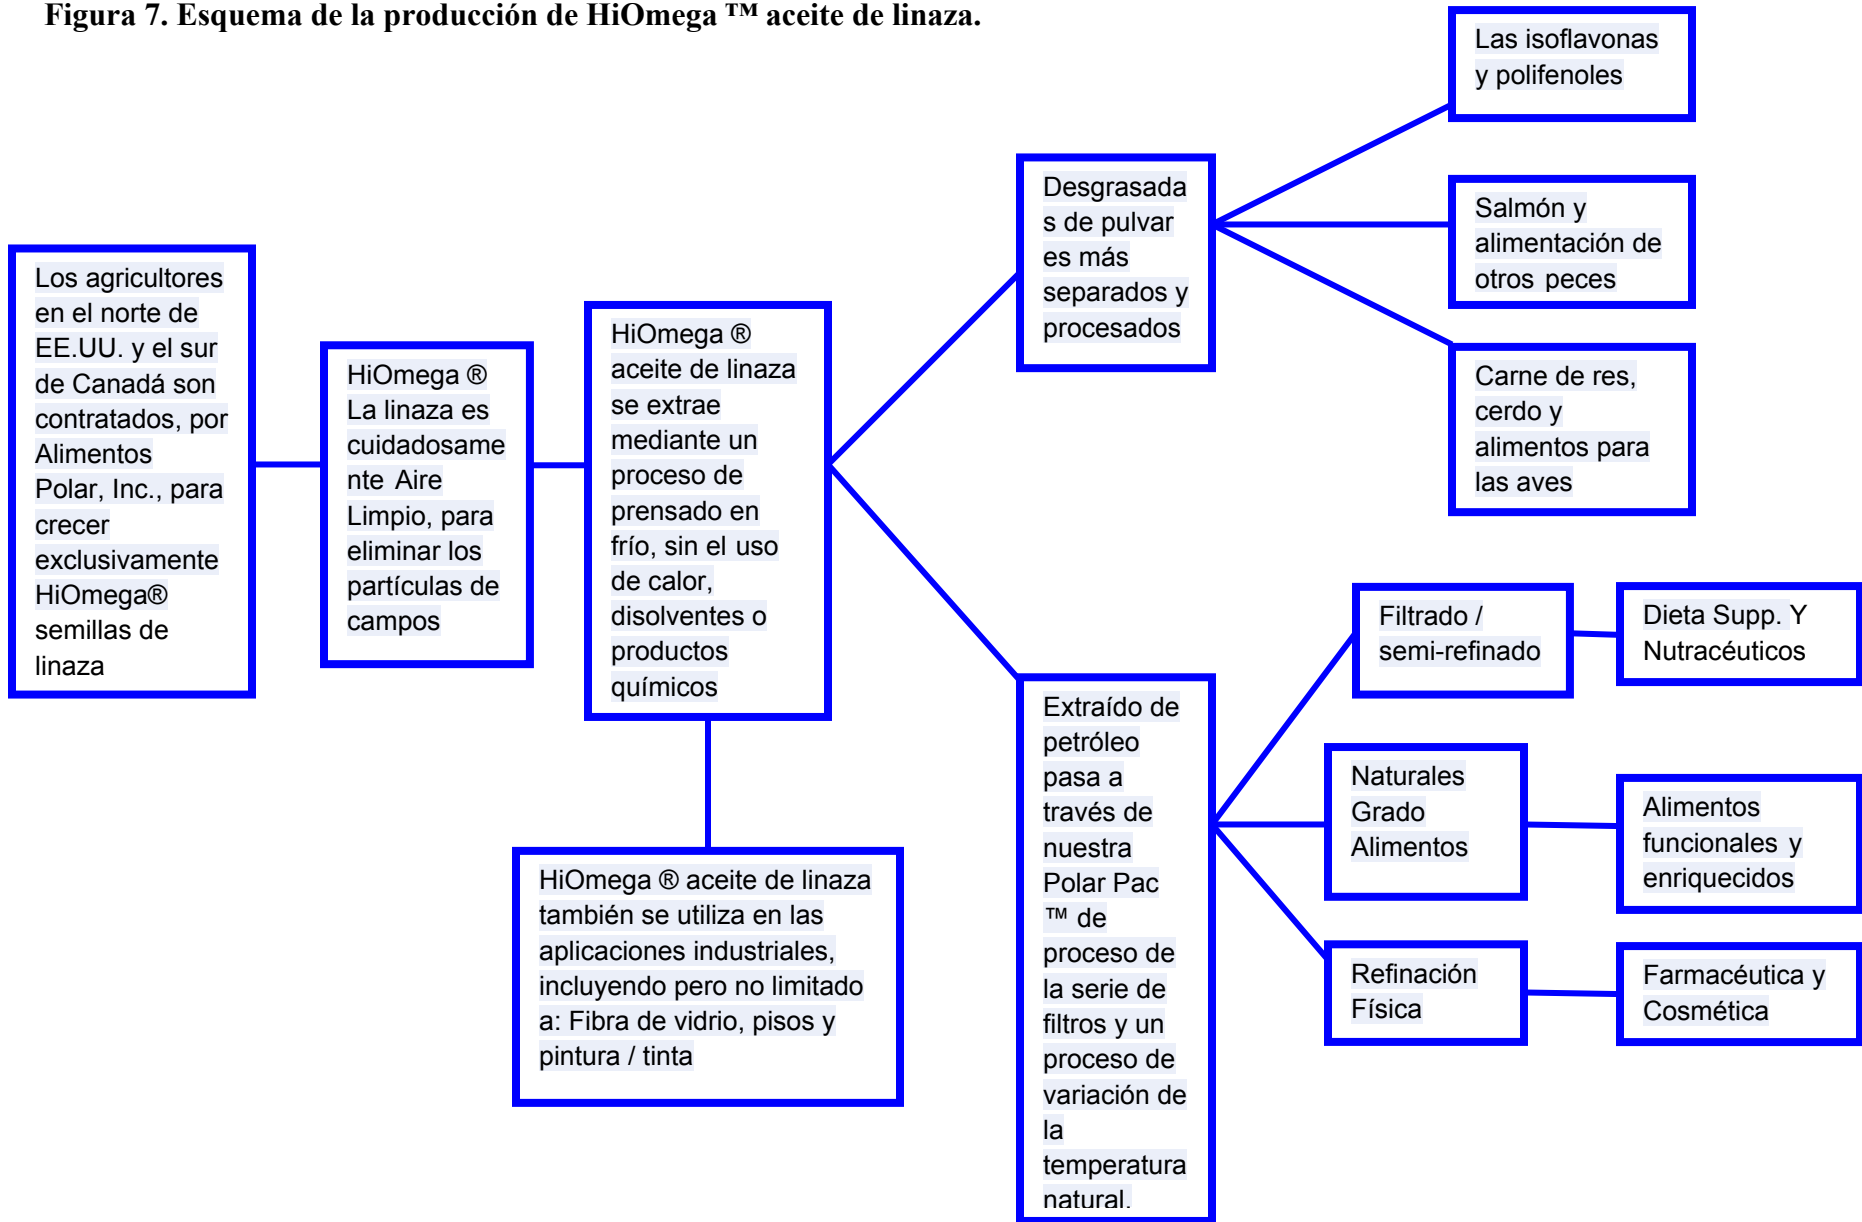 Figura 7. Esquema de la producción de HiOmega ™ aceite de linaza.
Los agricultores
en el norte de
EE.UU. y el sur
de Canadá son
contratados, por
Alimentos
Polar, Inc., para
crecer
exclusivamente
HiOmega®
semillas de
linaza
HiOmega ®
La linaza es
cuidadosame
nte Aire
Limpio, para
eliminar los
partículas de
campos
HiOmega ®
aceite de linaza
se extrae
mediante un
proceso de
prensado en
frío, sin el uso
de calor,
disolventes o
productos
químicos
HiOmega ® aceite de linaza
también se utiliza en las
aplicaciones industriales,
incluyendo pero no limitado
a: Fibra de vidrio, pisos y
pintura / tinta
Desgrasada
s de pulvar
es más
separados y
procesados
Las isoflavonas
y polifenoles
Salmón y
alimentación de
otros peces
Carne de res,
cerdo y
alimentos para
las aves
Extraído de
petróleo
pasa a
través de
nuestra
Polar Pac
™ de
proceso de
la serie de
filtros y un
proceso de
variación de
la
temperatura
natural.
Filtrado /
semi-refinado
Dieta Supp. Y
Nutracéuticos
Naturales
Grado
Alimentos
Alimentos
funcionales y
enriquecidos
Refinación
Física
Farmacéutica y
Cosmética